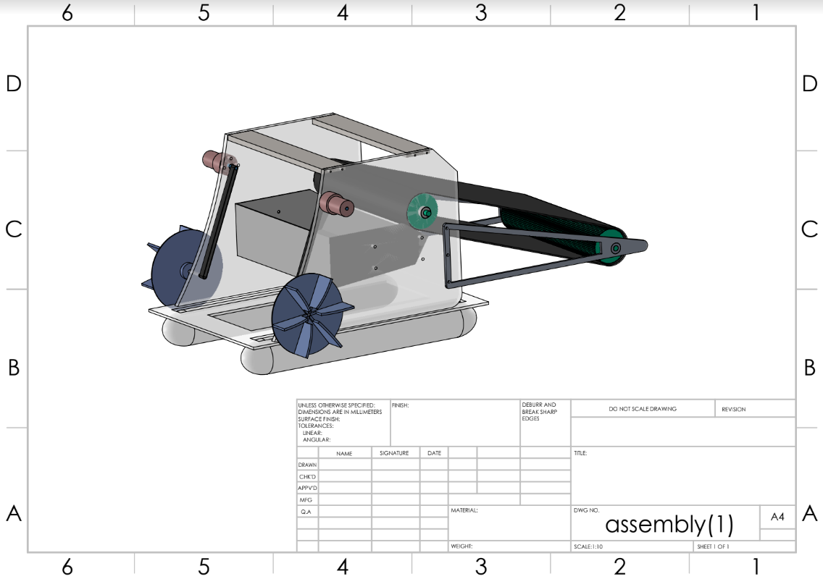 6 5 4 3 2 1
D D
C C
B B
A A
UNLESS OTHERWISE SPECIFIED:
DIMENSIONS ARE IN MILLIMETERS
SURFACE FINISH:
TOLERANCES:
LINEAR:
ANGULAR:
FINISH:
DEBURR AND
BREAK SHARP
EDGES
DO NOT SCALE DRAWING
REVISION
NAME SIGNATURE DATE
TITLE:
DRAWN
CHK'D
APPV'D
MFG
Q.A
MATERIAL:
DWG NO.
assembly(1)
A4
WEIGHT:
SCALE:1:10
SHEET 1 OF 1
6 5 4 3 2 1